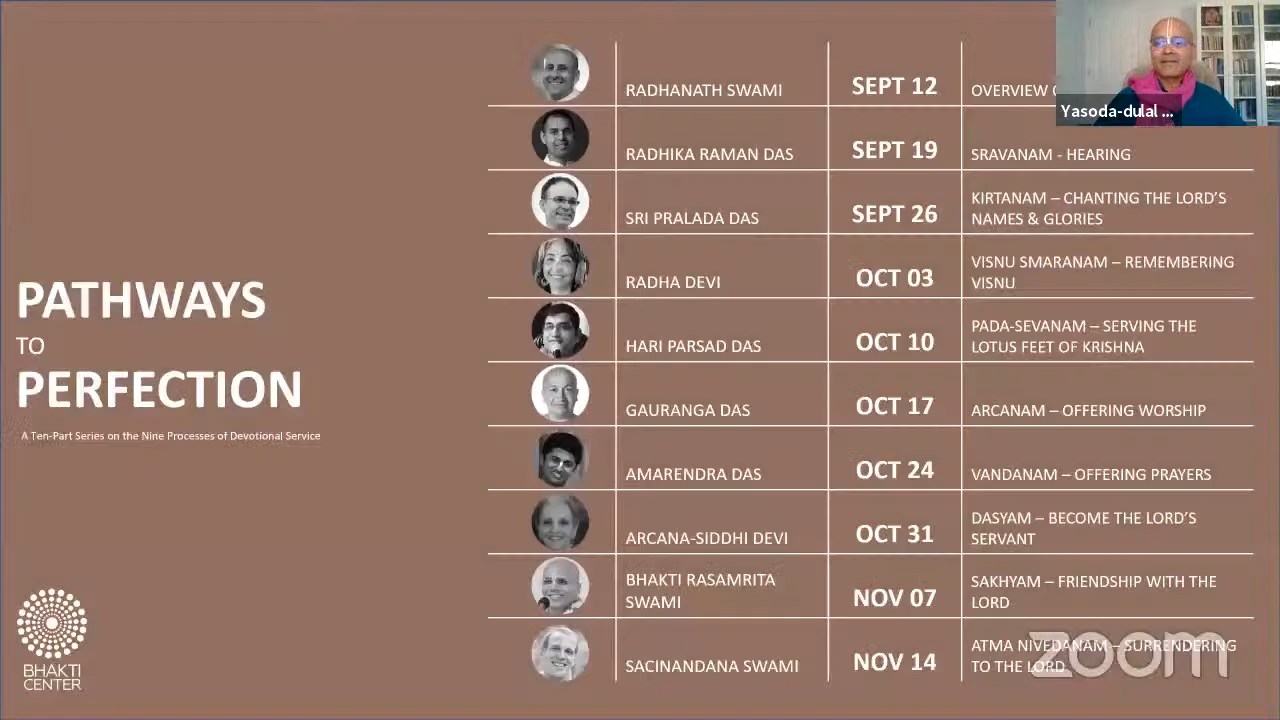 PATHWAYS
TO
PERFECTION
A Ten-Part Series on the Nine Processes of Devotional Service
BHAKTI
CENTER
RADHANATH SWAMI
SEPT 12
OVERVIEW
RADHIKA RAMAN DAS
SEPT 19
SRAVANAM - HEARING
SRI PRALADA DAS
SEPT 26
KIRTANAM – CHANTING THE LORD'S
NAMES & GLORIES
RADHA DEVI
OCT 03
VISNU SMARANAM – REMEMBERING
VISNU
HARI PARSAD DAS
OCT 10
PADA-SEVANAM – SERVING THE
LOTUS FEET OF KRISHNA
GAURANGA DAS
OCT 17
ARCANAM – OFFERING WORSHIP
AMARENDRA DAS
OCT 24
VANDANAM – OFFERING PRAYERS
ARCANA-SIDDHI DEVI
OCT 31
DASYAM – BECOME THE LORD'S
SERVANT
BHAKTI RASAMRITA
SWAMI
NOV 07
SAKHYAM – FRIENDSHIP WITH THE
LORD
SACINANDANA SWAMI
NOV 14
ATMA NIVEDANAM – SURRENDERING
TO THE LORD
Yasoda-dulal ...
zoom